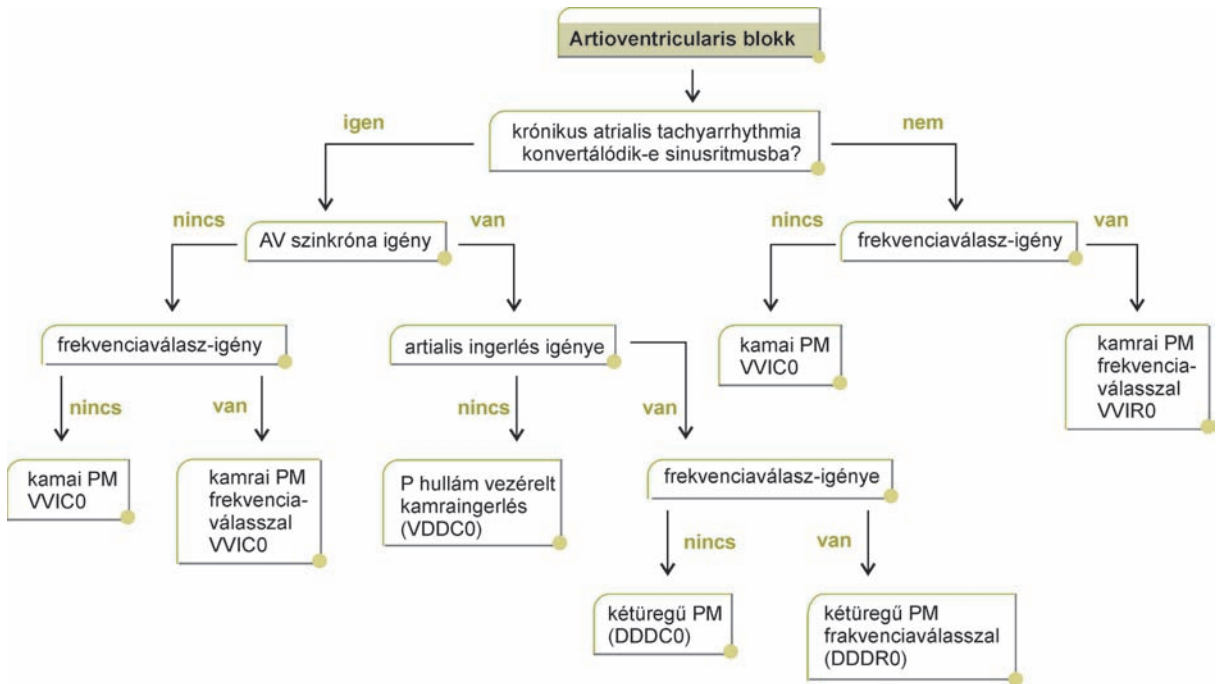 Artioventricularis blokk
krónikus atrialis tachyarrhythmia
konvertálódik-e sinusritmusba?
igen
nem
nincs
AV szinkróna igény
van
nincs
frekvenciaválasz-igény
van
frekvenciaválasz-igény
artialis ingerlés igénye
kamai PM
VVIC0
kamrai PM
frekvencia-
válasszal
VVIR0
nincs
van
nincs
van
kamai PM
VVIC0
kamrai PM
frekvencia-
válasszal
VVIC0
P hullám vezérelt
kamraingerlés
(VDDC0)
frekvenciaválasz-igénye
nincs
van
kétüregű PM
(DDDC0)
kétüregű PM
frakvenciaválasszal
(DDDR0)